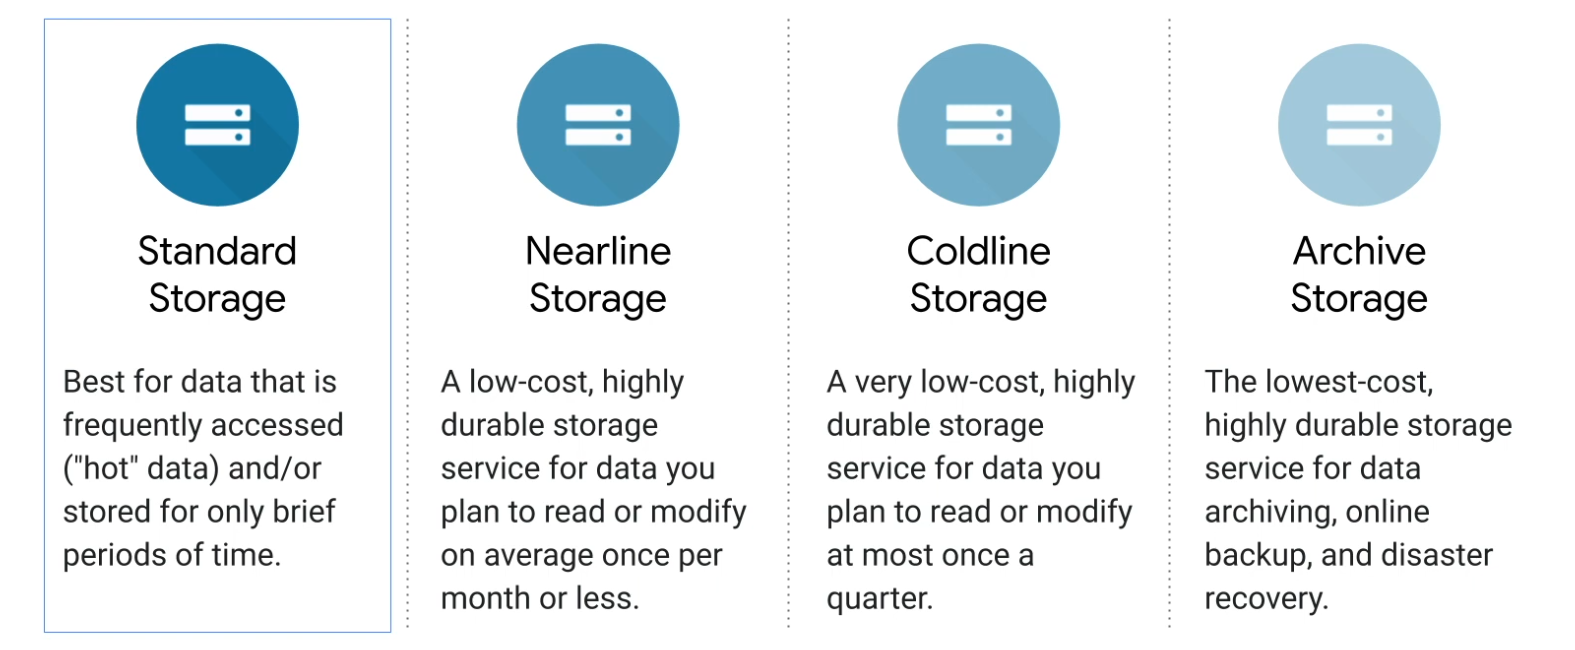 Standard
Storage
Best for data that is
frequently accessed
("hot" data) and/or
stored for only brief
periods of time.
Nearline
Storage
A low-cost, highly
durable storage
service for data you
plan to read or modify
on average once per
month or less.
Coldline
Storage
A very low-cost, highly
durable storage
service for data you
plan to read or modify
at most once a
quarter.
Archive
Storage
The lowest-cost,
highly durable storage
service for data
archiving, online
backup, and disaster
recovery.